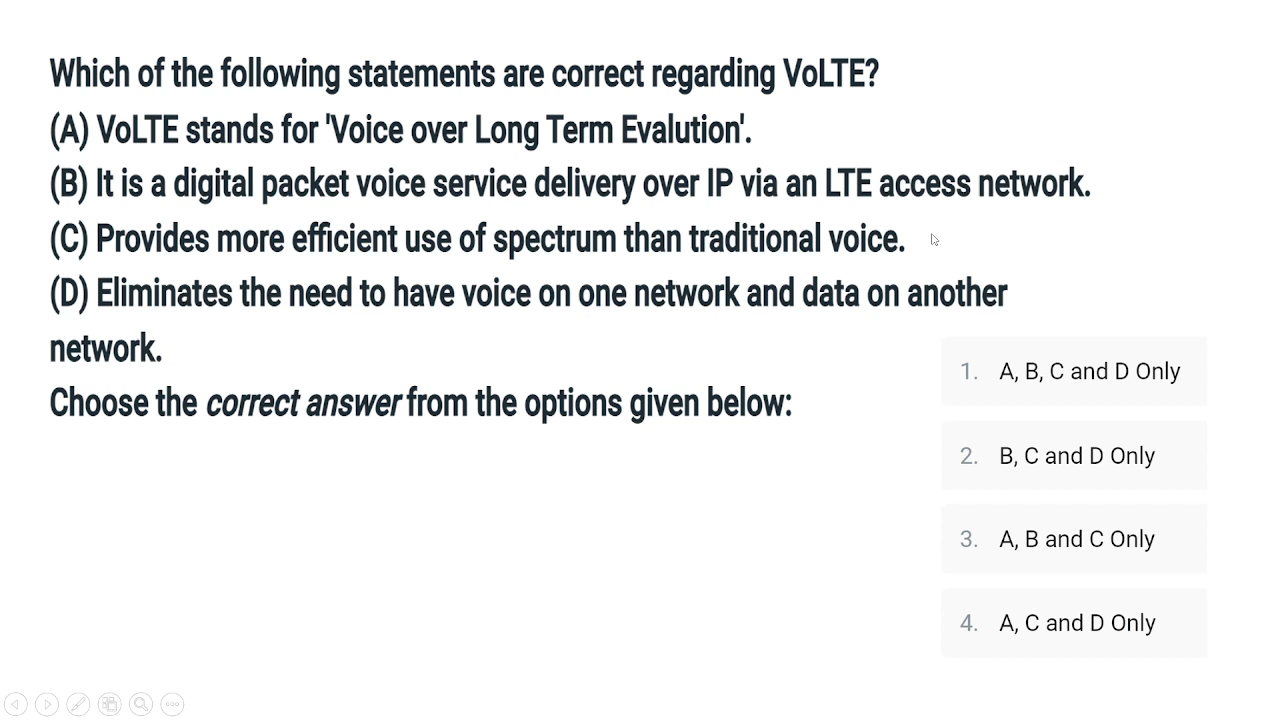 Which of the following statements are correct regarding VoLTE?
(A) VoLTE stands for 'Voice over Long Term Evalution'.
(B) It is a digital packet voice service delivery over IP via an LTE access network.
(C) Provides more efficient use of spectrum than traditional voice.
(D) Eliminates the need to have voice on one network and data on another
network.
Choose the correct answer from the options given below:
1. A, B, C and D Only
2. B, C and D Only
3. A, B and C Only
4. A, C and D Only